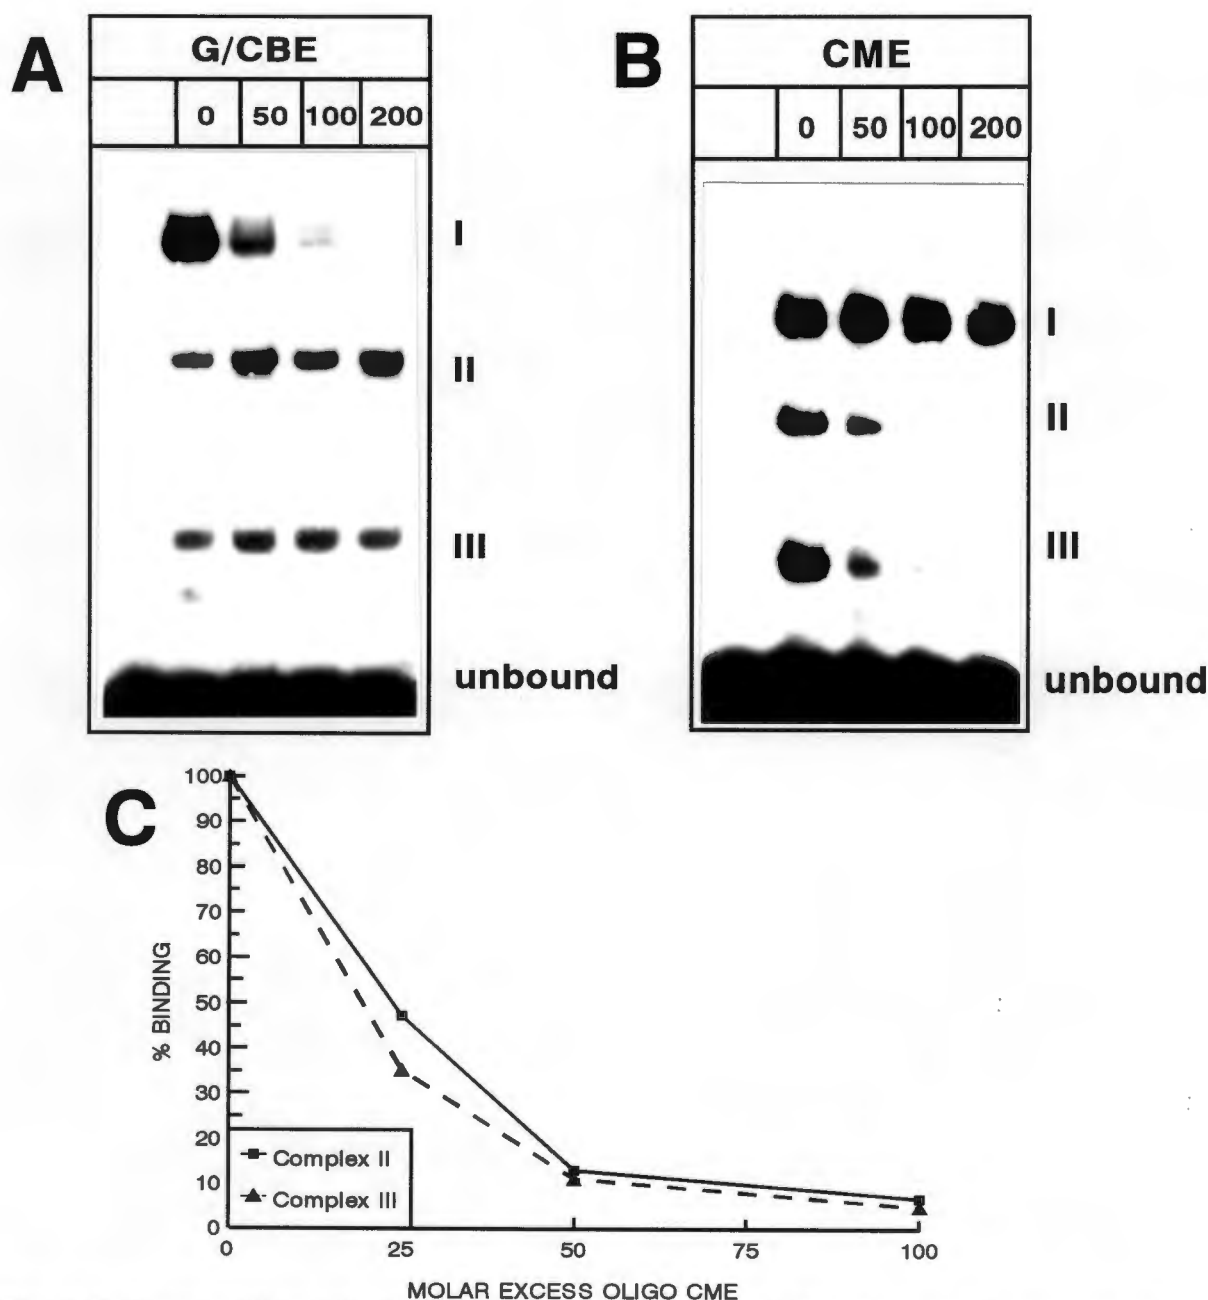 A
G/CBE
0 50 100 200
I
II
III
unbound
B
CME
0 50 100 200
I
II
III
unbound
C
% BINDING
100
90
80
70
60
50
40
30
20
10
0
Complex II
Complex III
0 25 50 75 100
MOLAR EXCESS OLIGO CME